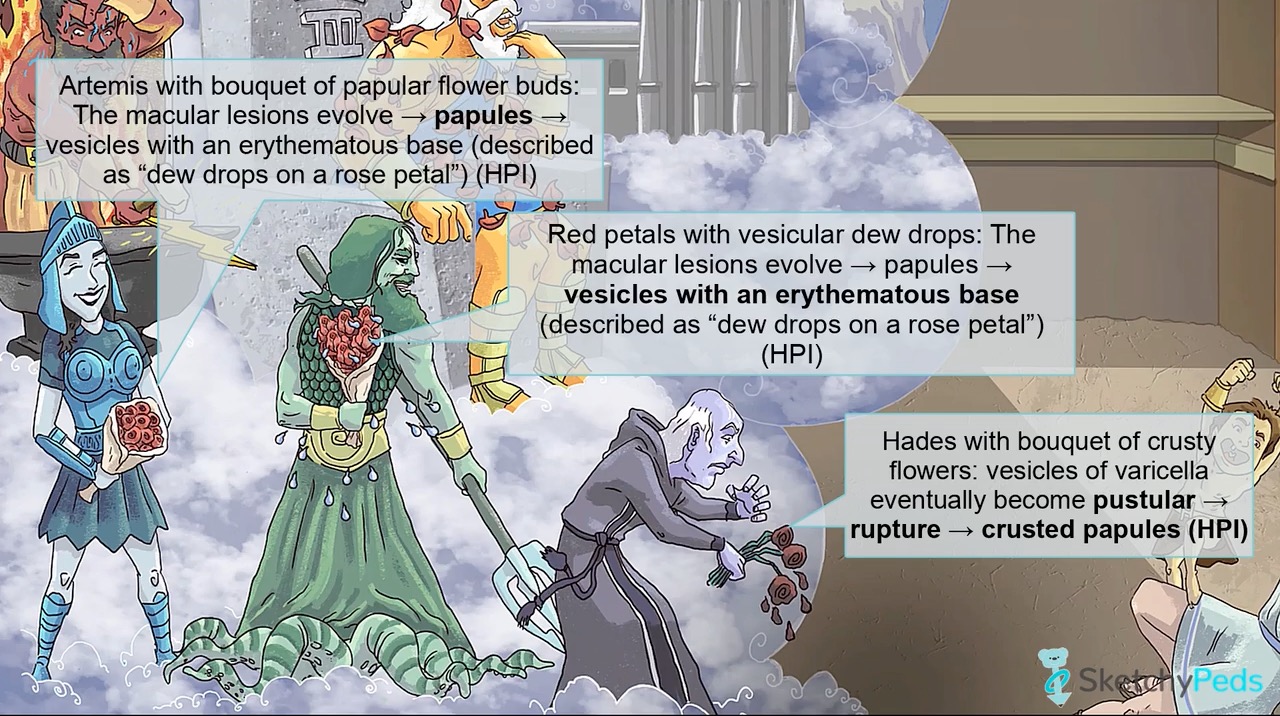 III
Artemis with bouquet of papular flower buds:
The macular lesions evolve → papules →
vesicles with an erythematous base (described
as “dew drops on a rose petal”) (HPI)
Red petals with vesicular dew drops: The
macular lesions evolve → papules →
vesicles with an erythematous base
(described as “dew drops on a rose petal”)
(HPI)
Hades with bouquet of crusty
flowers: vesicles of varicella
eventually become pustular →
rupture → crusted papules (HPI)
SketchyPeds